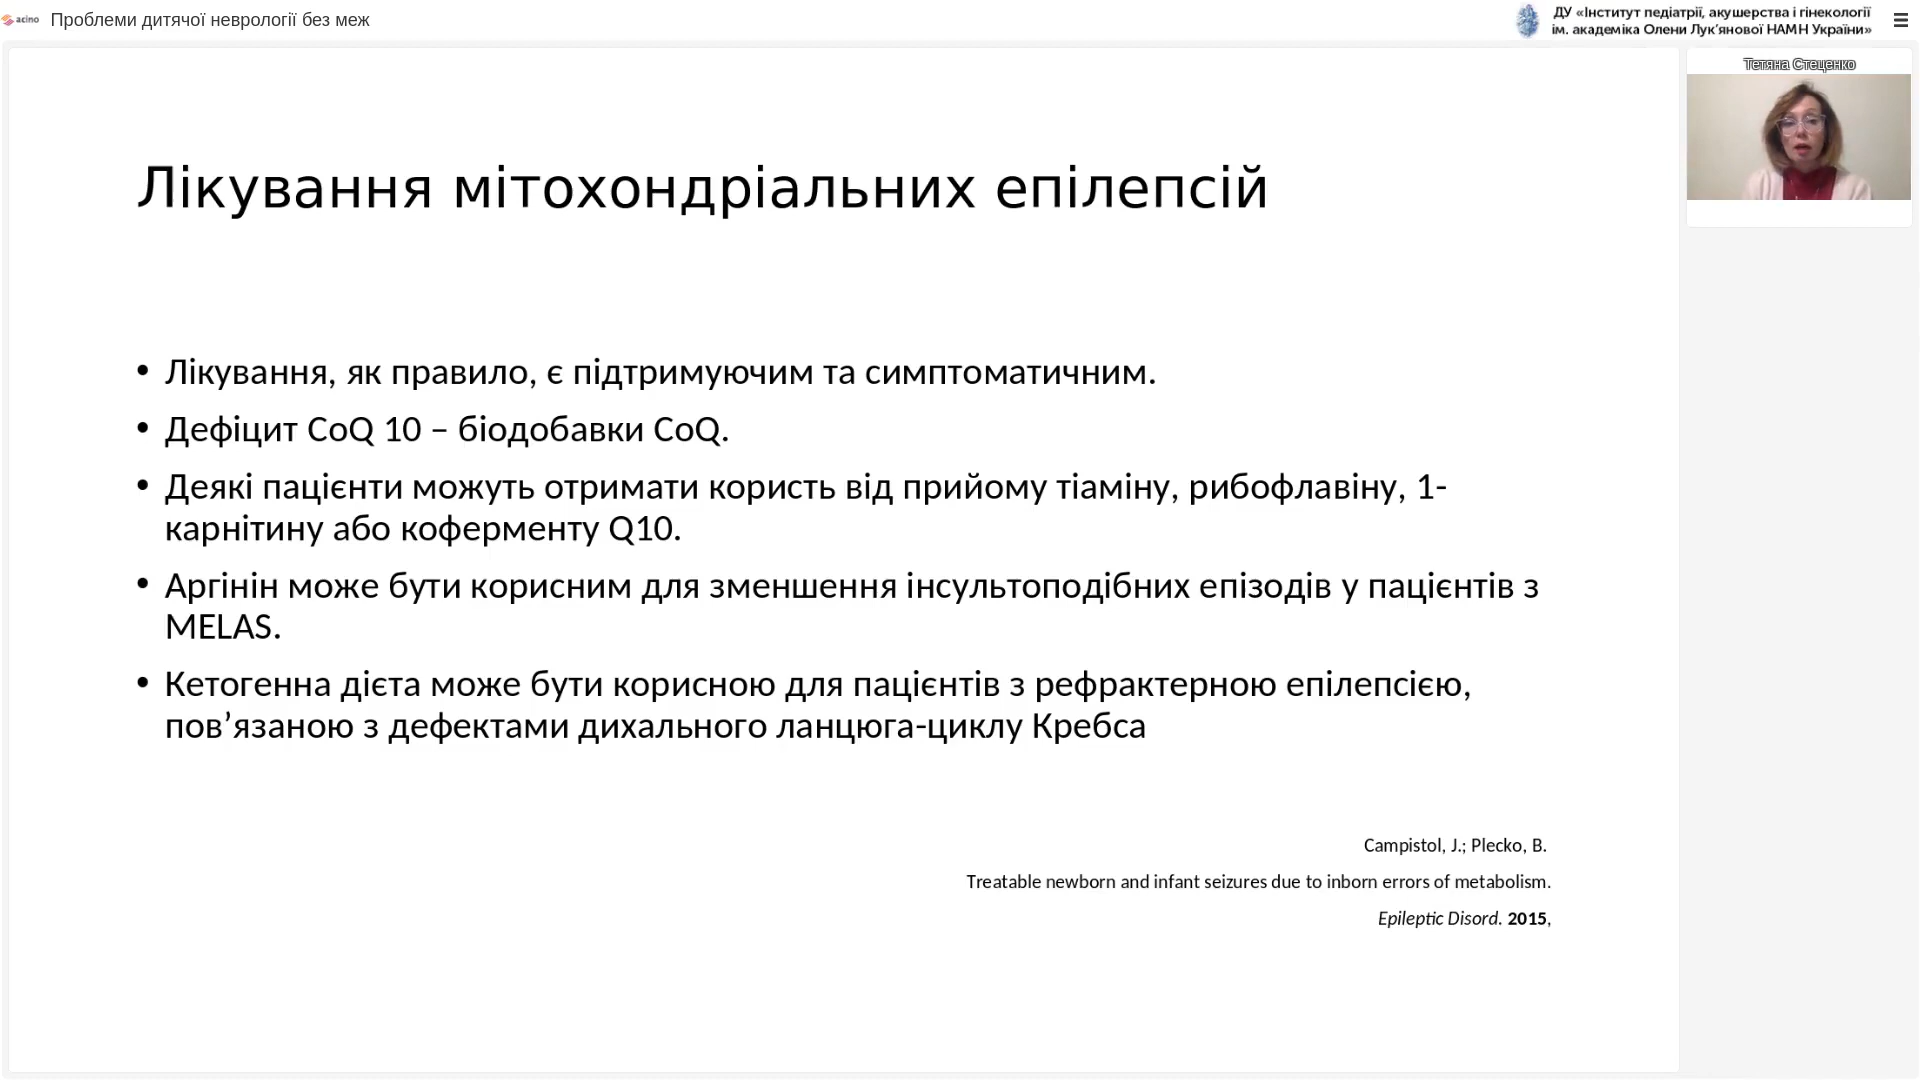 acino Проблеми дитячої неврології без меж
ДУ «Інститут педіатрії, акушерства і гінекології
ім. академіка Олени Лук’янової НАМН України»
Тетяна Стеценко
Лікування мітохондріальних епілепсій
• Лікування, як правило, є підтримуючим та симптоматичним.
• Дефіцит CoQ 10 – біодобавки CoQ.
• Деякі пацієнти можуть отримати користь від прийому тіаміну, рибофлавіну, 1-
карнітину або коферменту Q10.
• Аргінін може бути корисним для зменшення інсультоподібних епізодів у пацієнтів з
MELAS.
• Кетогенна дієта може бути корисною для пацієнтів з рефрактерною епілепсією,
пов’язаною з дефектами дихального ланцюга-циклу Кребса
Campistol, J.; Plecko, B.
Treatable newborn and infant seizures due to inborn errors of metabolism.
Epileptic Disord. 2015,